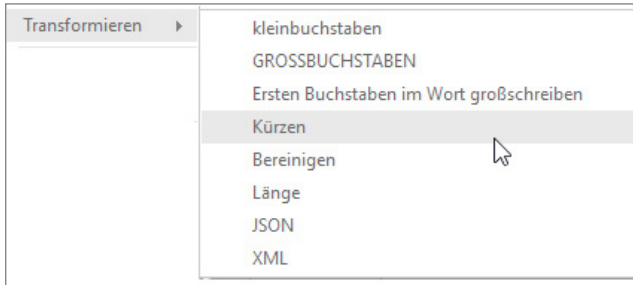 Transformieren
kleinbuchstaben
GROSSBUCHSTABEN
Ersten Buchstaben im Wort großschreiben
Kürzen
Bereinigen
Länge
JSON
XML